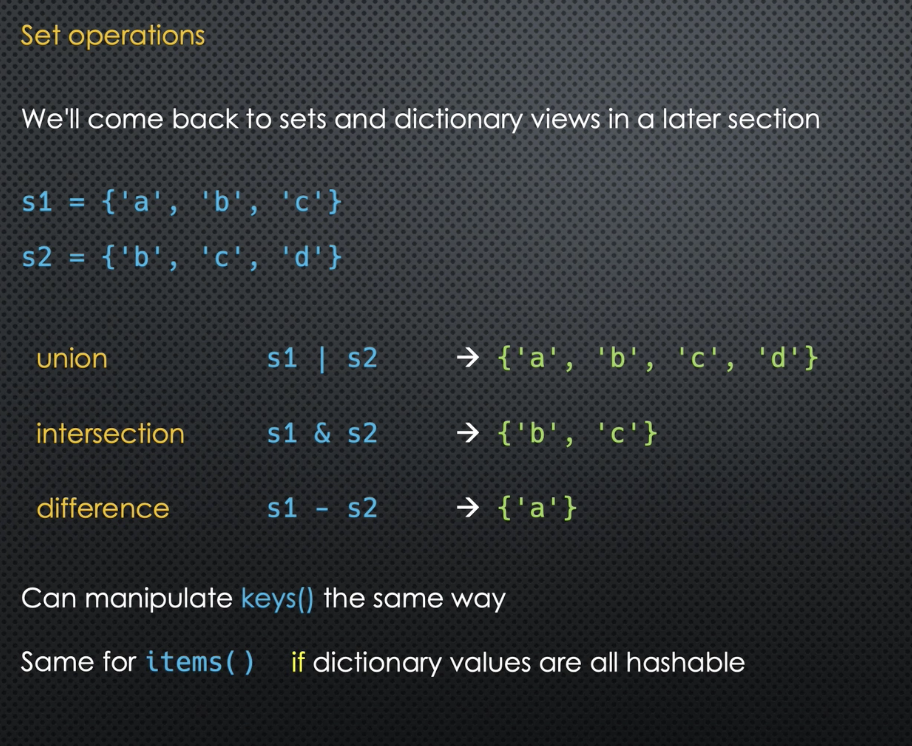 Set operations
We'll come back to sets and dictionary views in a later section
s1 = {'a', 'b', 'c'}
s2 = {'b', 'c', 'd'}
union s1 | s2 → {'a', 'b', 'c', 'd'}
intersection s1 & s2 → {'b', 'c'}
difference s1 - s2 → {'a'}
Can manipulate keys() the same way
Same for items() if dictionary values are all hashable